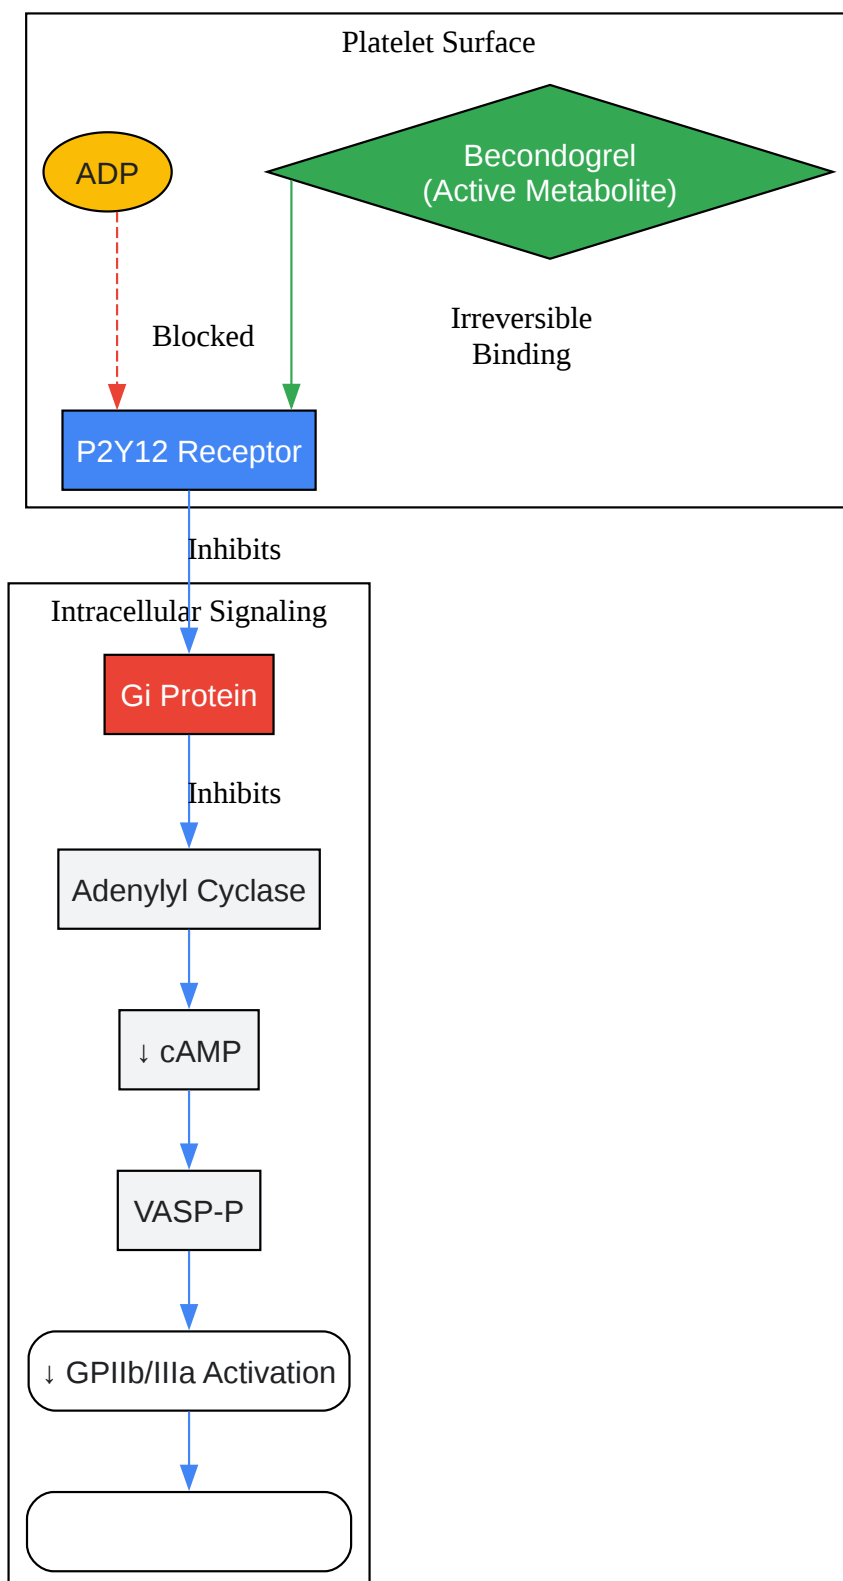 Platelet Surface
ADP
Becondogrel
(Active Metabolite)
Blocked
Irreversible
Binding
P2Y12 Receptor
Inhibits
Intracellular Signaling
Gi Protein
Inhibits
Adenylyl Cyclase
↓ cAMP
VASP-P
↓ GPIIb/IIIa Activation